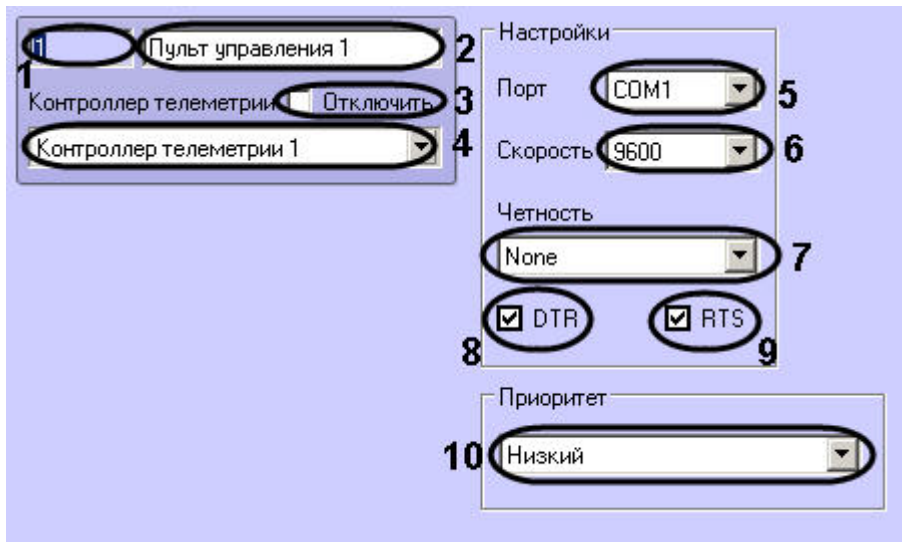 1 Пульт управления 1 2
1
Контроллер телеметрии Отключить 3
Контроллер телеметрии 1 4
Настройки
Порт COM1 5
Скорость 9600 6
Четность
None 7
DTR RTS
8 9
Приоритет
10 Низкий